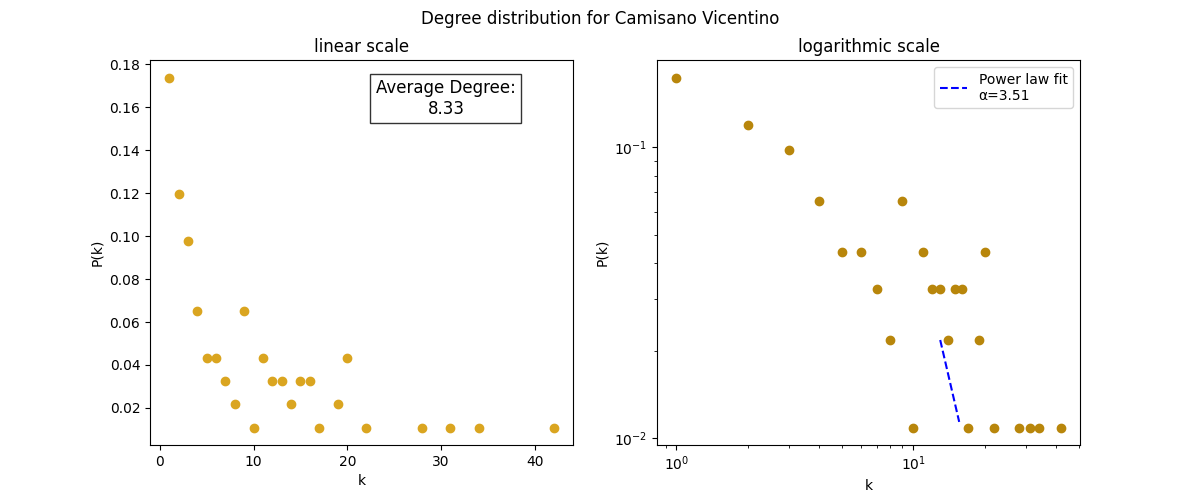 Degree distribution for Camisano Vicentino
linear scale
0.18
0.16
0.14
0.12
0.10
0.08
0.06
0.04
0.02
P(k)
0
10
20
30
40
k
Average Degree:
8.33
logarithmic scale
10⁻¹
10⁻²
P(k)
10⁰
10¹
k
Power law fit
α=3.51